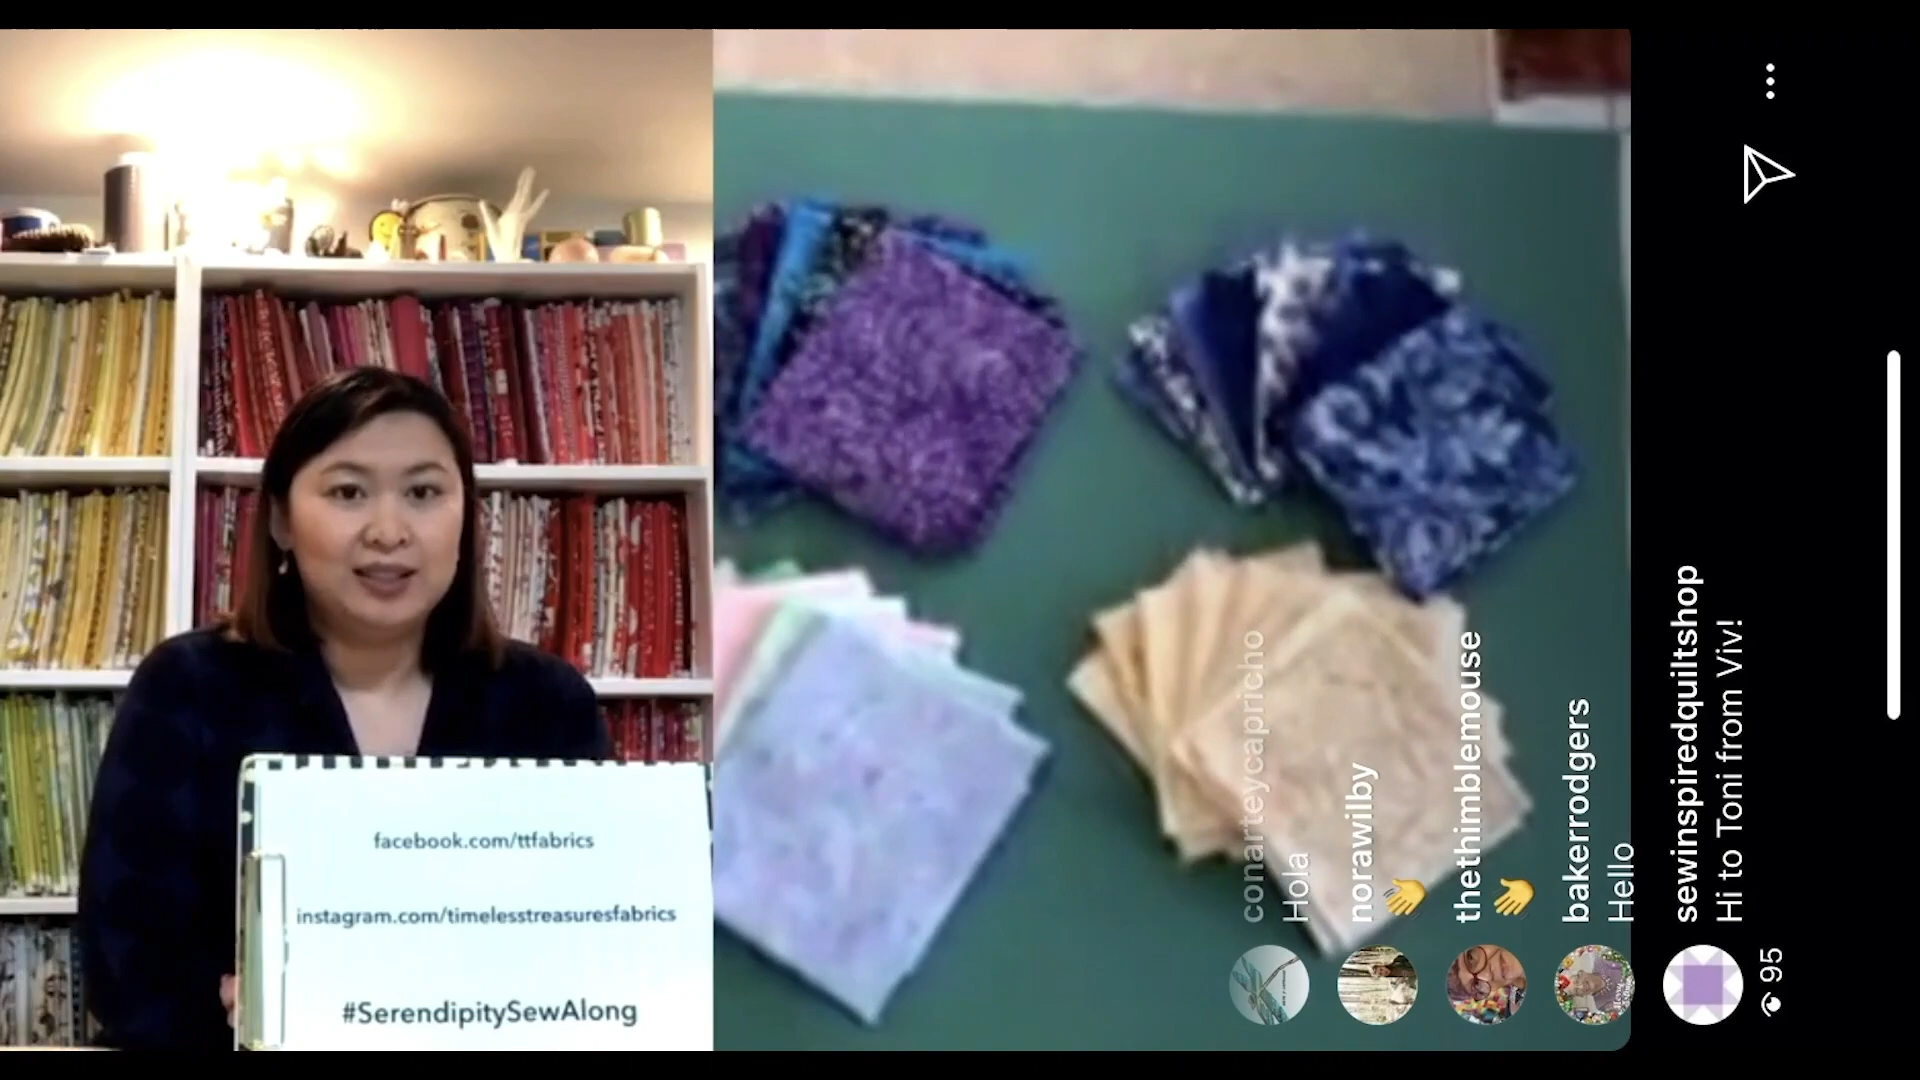 facebook.com/ttfabrics
instagram.com/timelesstreasuresfabrics
#SerendipitySewAlong
conarteycapricho
Hola
norawilby
👋
thethimblemouse
👋
bakerrodgers
Hello
sewinspiredquiltshop
Hi to Toni from Viv!
95